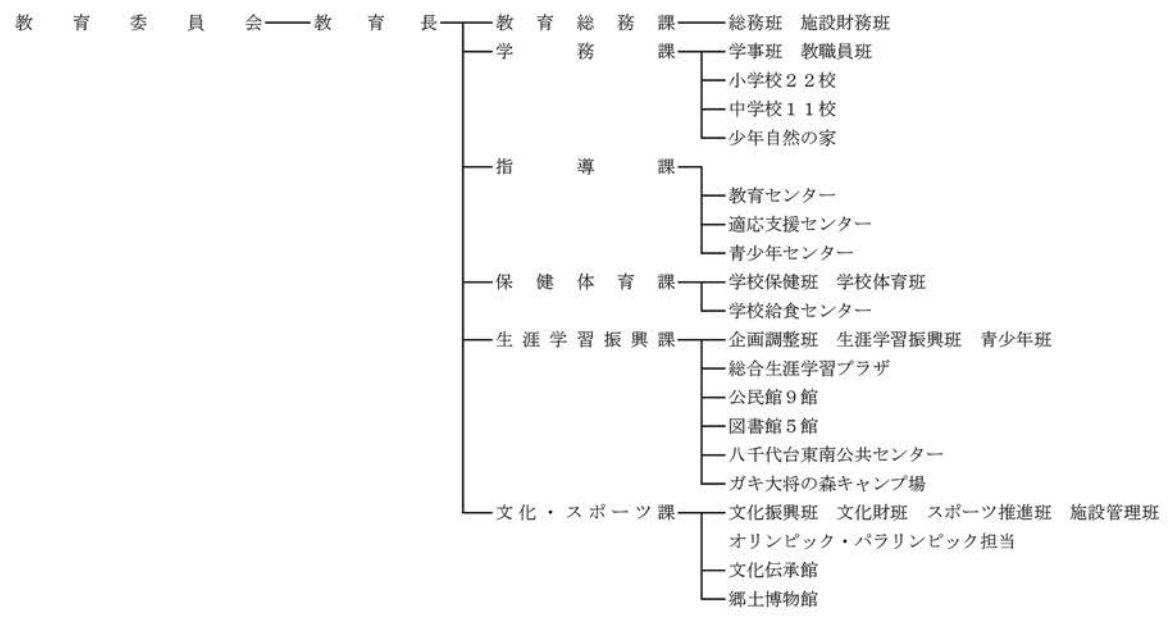 教育委員会 教育長 教育総務課 総務班 施設財務班
学務課 学事班 教職員班
小学校２２校
中学校１１校
少年自然の家
指導課
教育センター
適応支援センター
青少年センター
保健体育課 学校保健班 学校体育班
学校給食センター
生涯学習振興課 企画調整班 生涯学習振興班 青少年班
総合生涯学習プラザ
公民館９館
図書館５館
八千代台東南公共センター
ガキ大将の森キャンプ場
文化・スポーツ課 文化振興班 文化財班 スポーツ推進班 施設管理班
オリンピック・パラリンピック担当
文化伝承館
郷土博物館